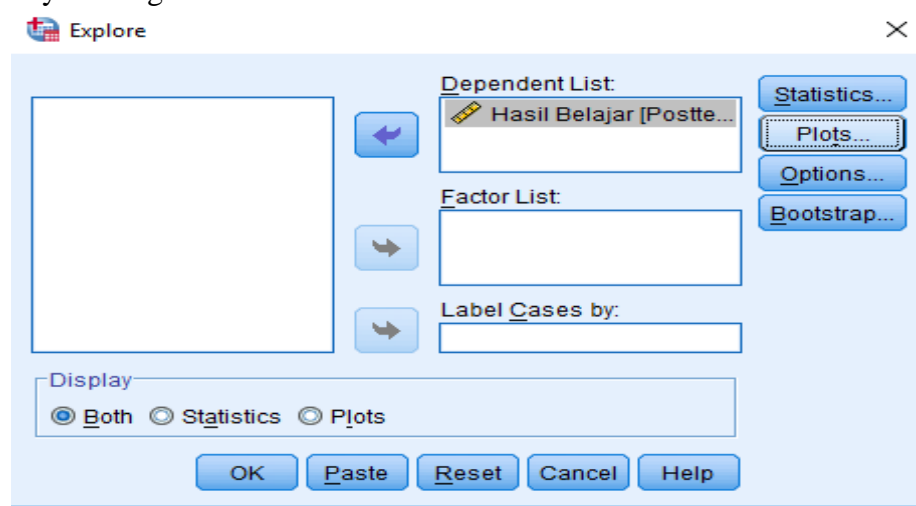 Explore
Dependent List:
Hasil Belajar [Postte...
Statistics...
Plots...
Options...
Bootstrap...
Factor List:
Label Cases by:
Display
Both Statistics Plots
OK Paste Reset Cancel Help